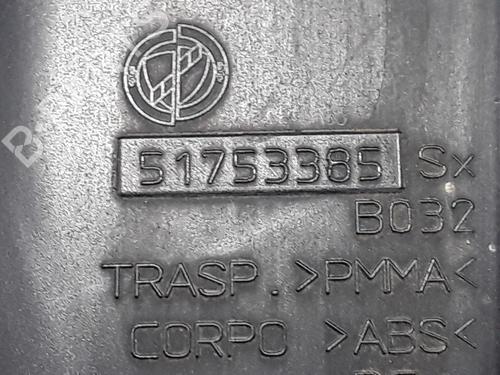 51753385 Sx
B032
TRASP. >PMMA<
CORPO >ABS<